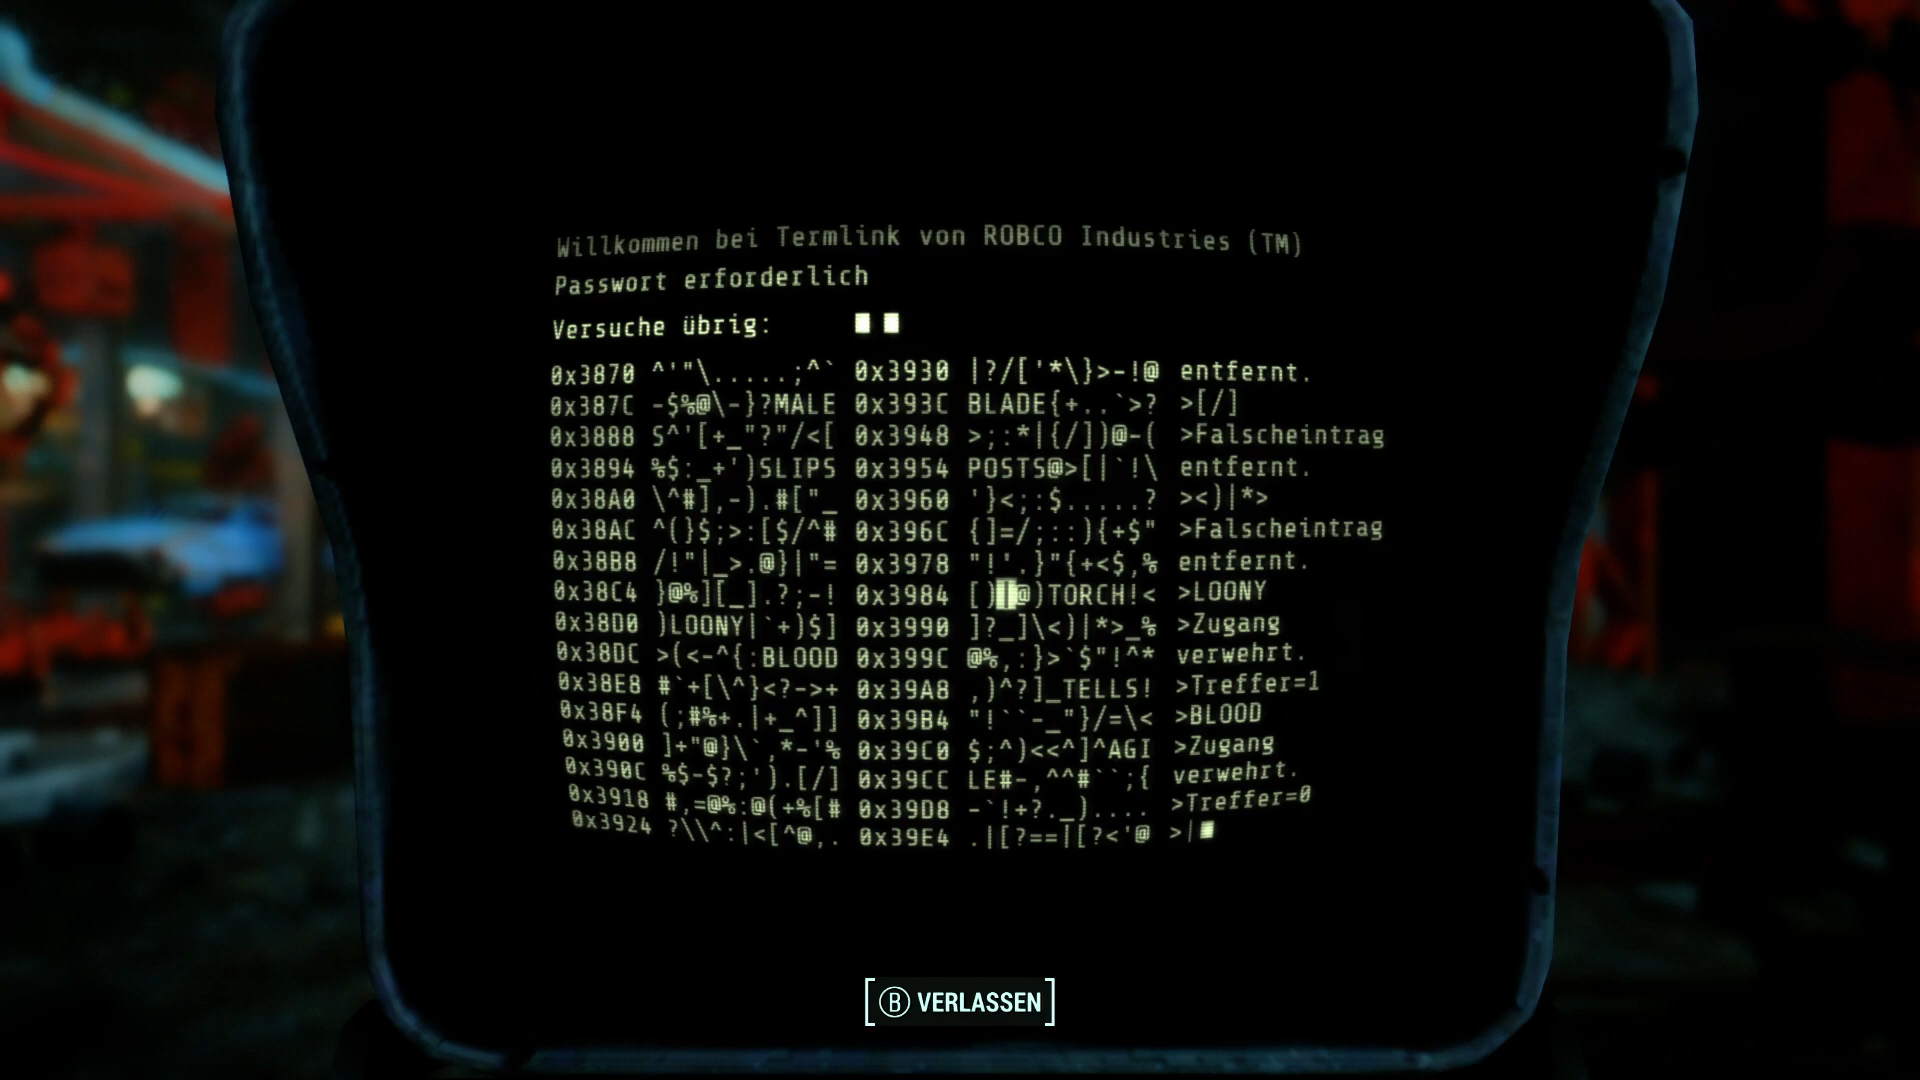 Willkommen bei Termlink von ROBCO Industries (TM)
Passwort erforderlich
Versuche übrig: ■ ■
0x3870 ^'"\.....;^` 0x3930 |?/['*\}>-!@ entfernt.
0x387C -$%@\-}?MALE 0x393C BLADE{+..`>? >[/]
0x3888 S^'[+_"?"/<[ 0x3948 >;:*|{/])@-( >Falscheintrag
0x3894 %$:_+')SLIPS 0x3954 POSTS@>[|`!\ entfernt.
0x38A0 \^#],-).#["_ 0x3960 '}<;:$.....? ><)|*>
0x38AC ^(}$;>:[$/^# 0x396C {]=/;::){+$" >Falscheintrag
0x38B8 /!"|_>.@}|"= 0x3978 "!'.}"{+<$,% entfernt.
0x38C4 }@%][_].?;-! 0x3984 [)|@)TORCH!< >LOONY
0x38D0 )LOONY|`+)$] 0x3990 ]?_]\<)|*>_% >Zugang
0x38DC >(<-^{:BLOOD 0x399C @%,:}>`$"!^* verwehrt.
0x38E8 #`+[\^}<?->+ 0x39A8 ,)^?]_TELLS! >Treffer=1
0x38F4 (;#%+.|+_^]] 0x39B4 "!``-_"}/=\< >BLOOD
0x3900 ]+"@}\`,*-'% 0x39C0 $;^)<<^]^AGI >Zugang
0x390C %$-$?;').[/] 0x39CC LE#-,^^#``;{ verwehrt.
0x3918 #,=@%:@(+%[# 0x39D8 -`!+?._).... >Treffer=0
0x3924 ?\\^:|<[^@,. 0x39E4 .|[?==|[?<'@ >|■
[Ⓑ VERLASSEN]